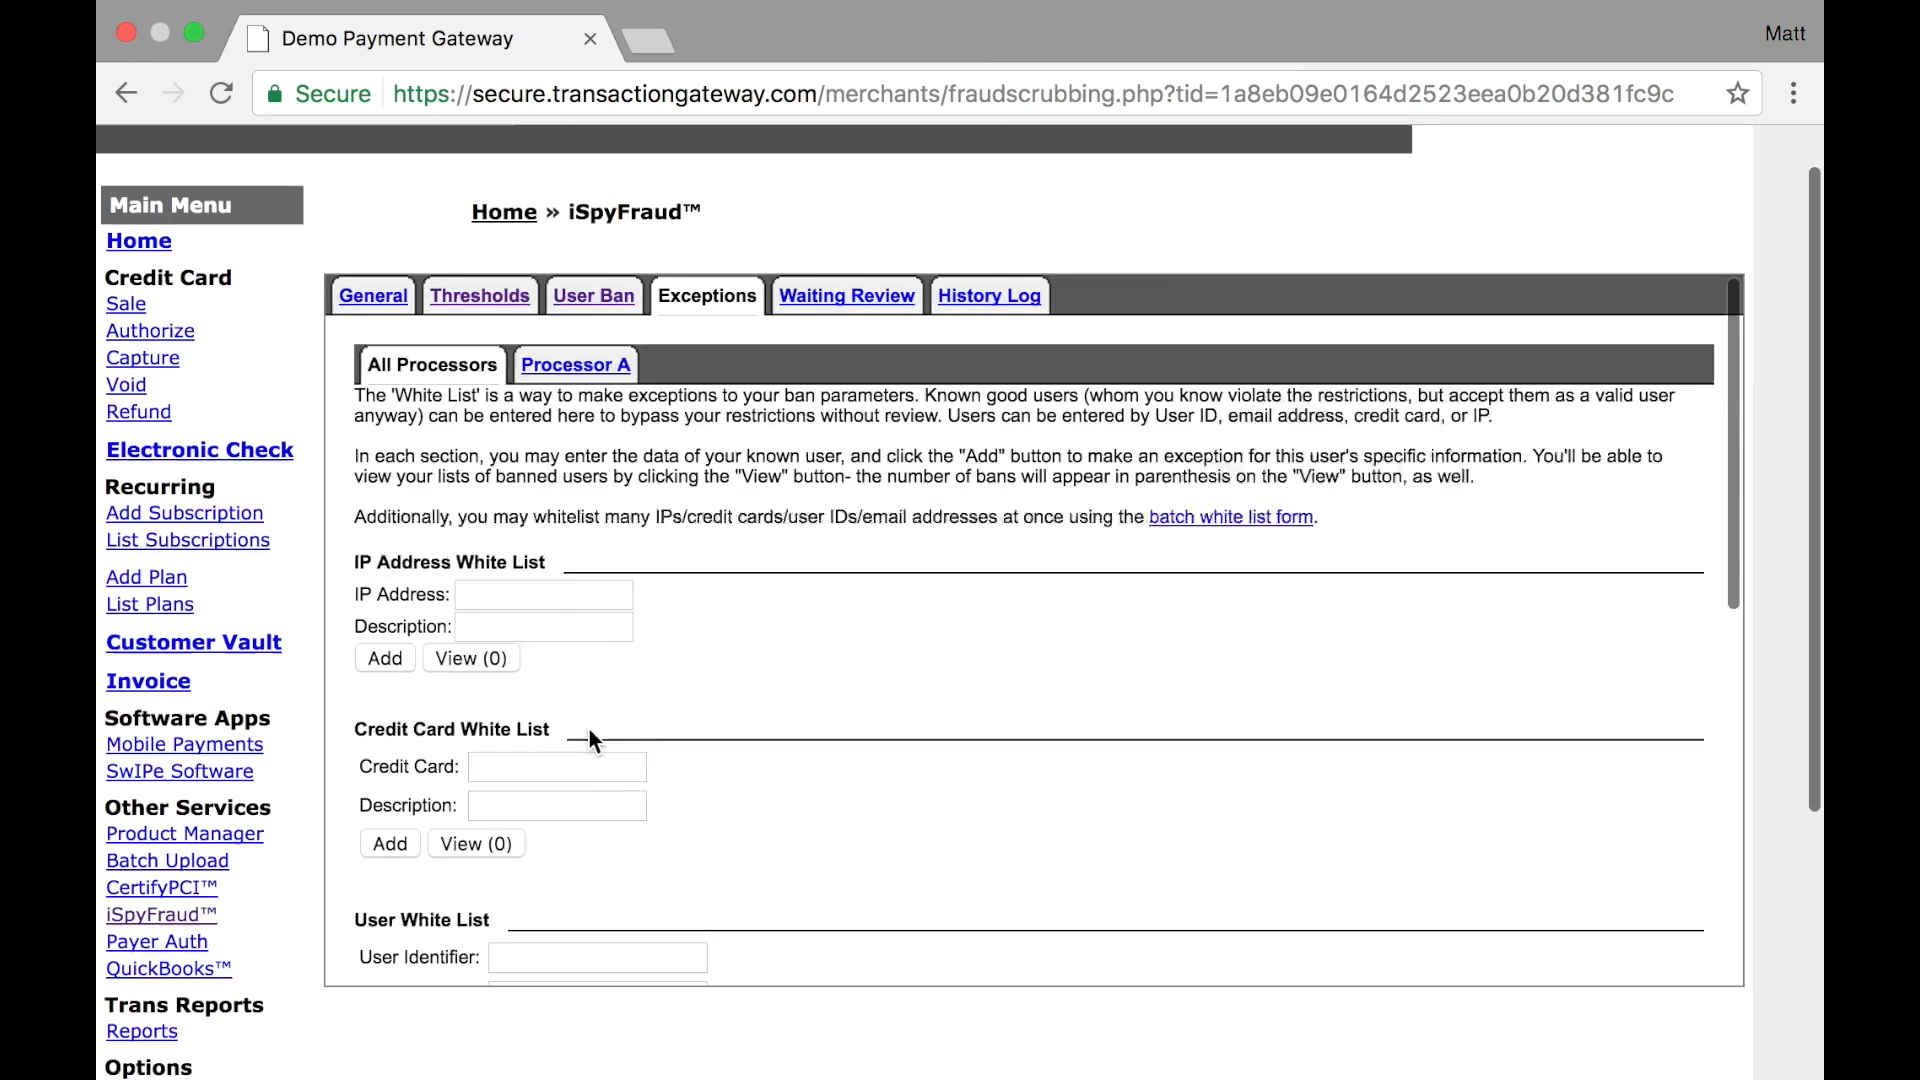 Demo Payment Gateway
Matt
Secure https://secure.transactiongateway.com/merchants/fraudscrubbing.php?tid=1a8eb09e0164d2523eea0b20d381fc9c
Main Menu
Home
Credit Card
Sale
Authorize
Capture
Void
Refund
Electronic Check
Recurring
Add Subscription
List Subscriptions
Add Plan
List Plans
Customer Vault
Invoice
Software Apps
Mobile Payments
SwIPe Software
Other Services
Product Manager
Batch Upload
CertifyPCI™
iSpyFraud™
Payer Auth
QuickBooks™
Trans Reports
Reports
Options
Home » iSpyFraud™
General Thresholds User Ban Exceptions Waiting Review History Log
All Processors Processor A
The 'White List' is a way to make exceptions to your ban parameters. Known good users (whom you know violate the restrictions, but accept them as a valid user
anyway) can be entered here to bypass your restrictions without review. Users can be entered by User ID, email address, credit card, or IP.
In each section, you may enter the data of your known user, and click the "Add" button to make an exception for this user's specific information. You'll be able to
view your lists of banned users by clicking the "View" button- the number of bans will appear in parenthesis on the "View" button, as well.
Additionally, you may whitelist many IPs/credit cards/user IDs/email addresses at once using the batch white list form.
IP Address White List
IP Address:
Description:
Add View (0)
Credit Card White List
Credit Card:
Description:
Add View (0)
User White List
User Identifier: